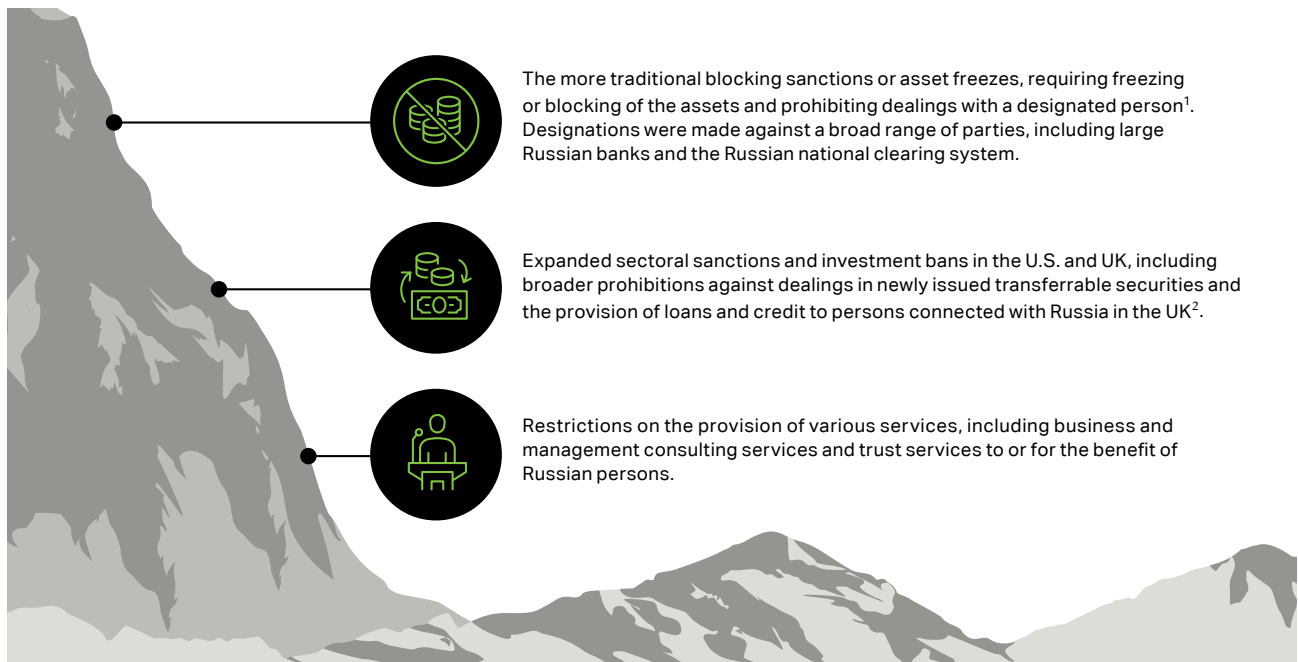 The more traditional blocking sanctions or asset freezes, requiring freezing
or blocking of the assets and prohibiting dealings with a designated person¹.
Designations were made against a broad range of parties, including large
Russian banks and the Russian national clearing system.
Expanded sectoral sanctions and investment bans in the U.S. and UK, including
broader prohibitions against dealings in newly issued transferrable securities and
the provision of loans and credit to persons connected with Russia in the UK².
Restrictions on the provision of various services, including business and
management consulting services and trust services to or for the benefit of
Russian persons.